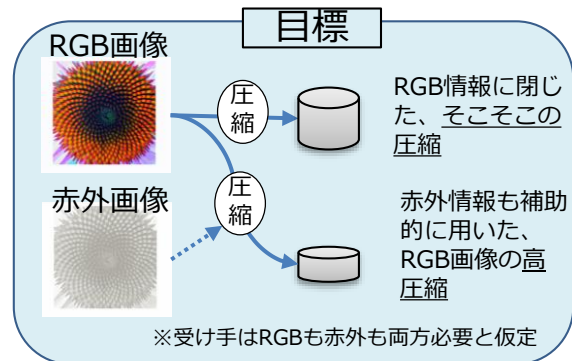 目標
RGB画像
圧
縮
RGB情報に閉じ
た、そこそこの
圧縮
赤外画像
圧
縮
赤外情報も補助
的に用いた、
RGB画像の高
圧縮
※受け手はRGBも赤外も両方必要と仮定